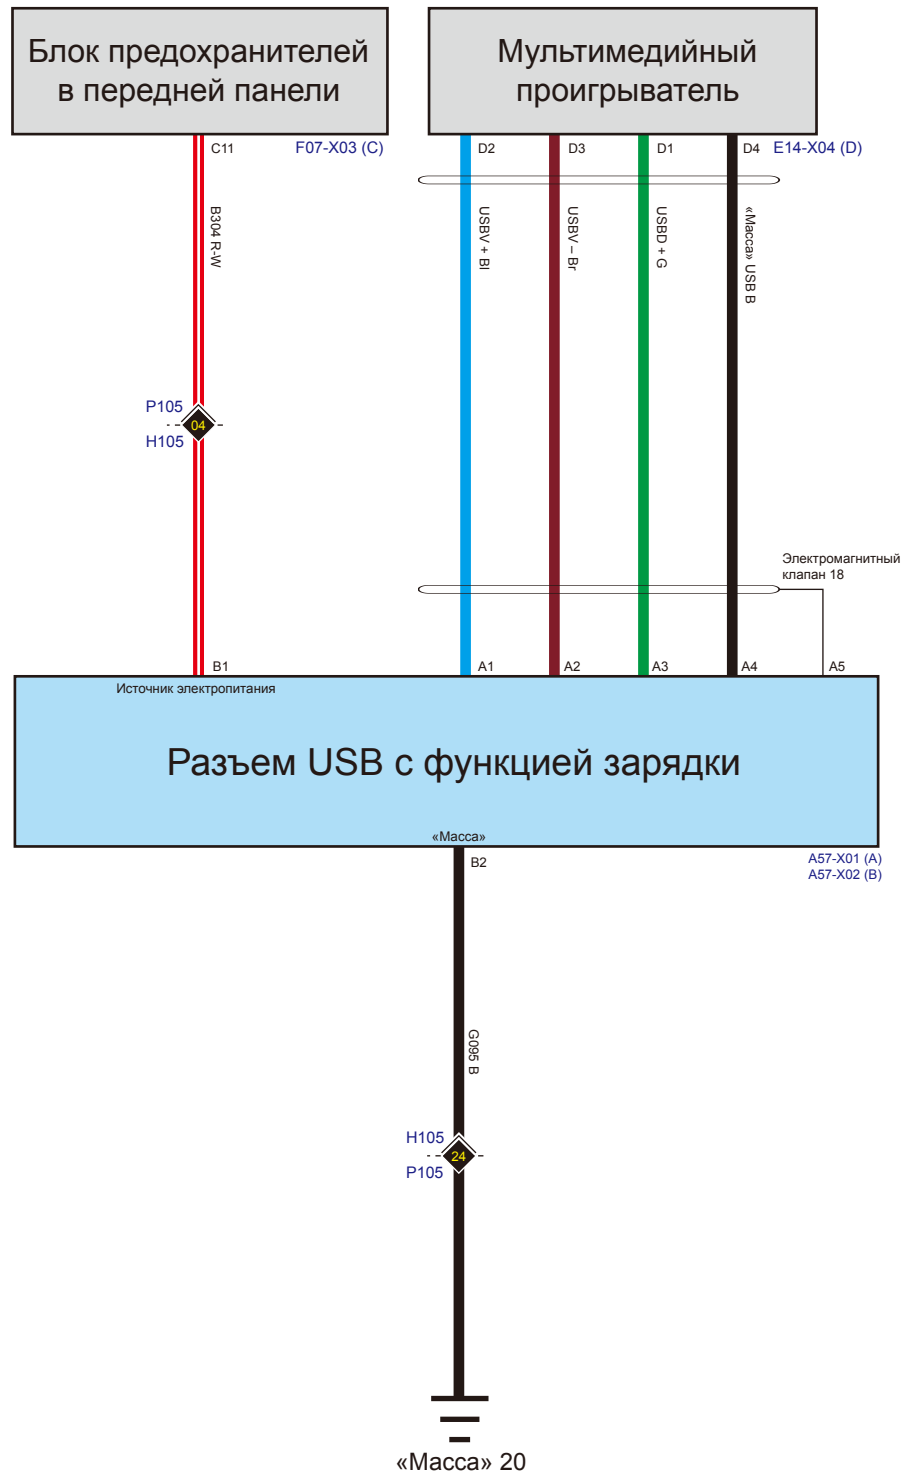 Блок предохранителей
в передней панели
Мультимедийный
проигрыватель
C11
F07-X03 (C)
D2
D3
D1
D4
E14-X04 (D)
B304 R-W
USBV + Bl
USBV – Br
USBD + G
«Масса» USB B
P105
04
H105
Электромагнитный
клапан 18
B1
A1
A2
A3
A4
A5
Источник электропитания
Разъем USB с функцией зарядки
«Масса»
B2
A57-X01 (A)
A57-X02 (B)
G095 B
H105
24
P105
«Масса» 20